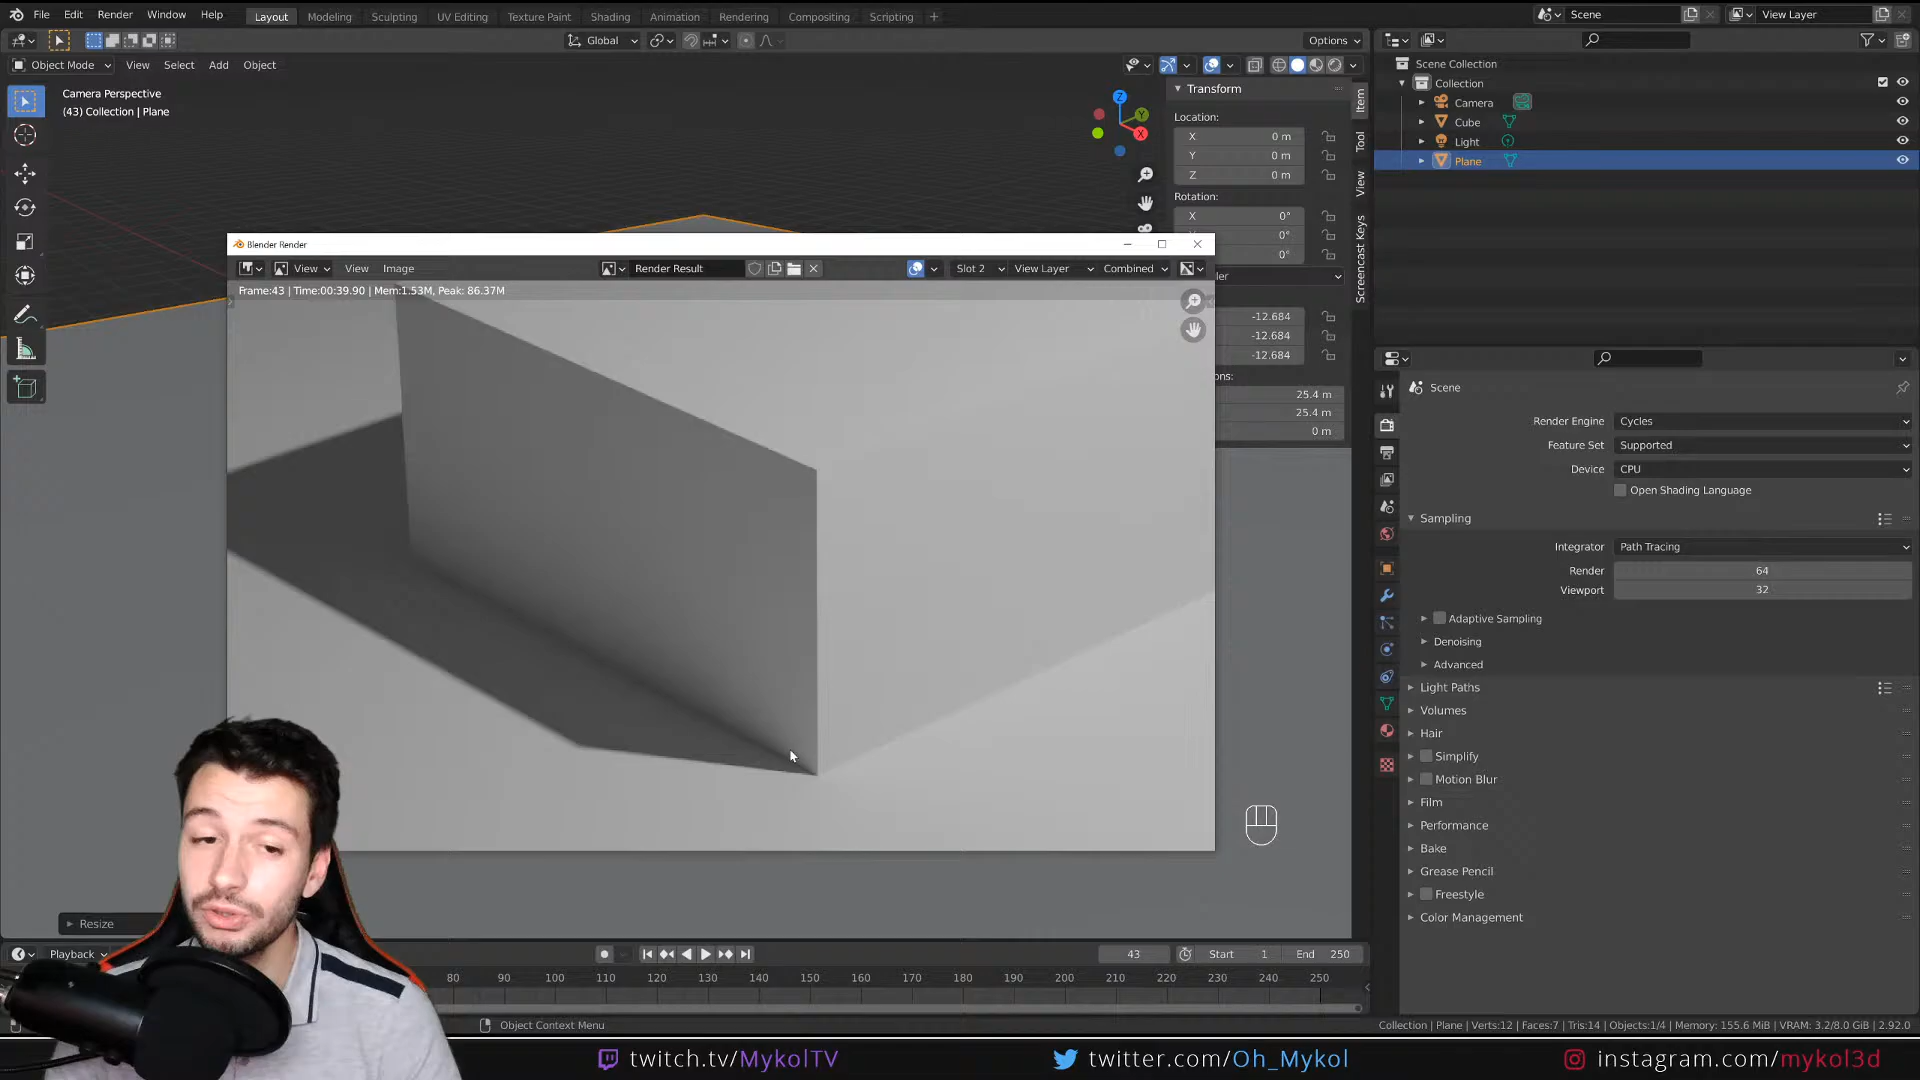 File Edit Render Window Help Layout Modeling Sculpting UV Editing Texture Paint Shading Animation Rendering Compositing Scripting + Scene View Layer
Global Options
Object Mode View Select Add Object
Camera Perspective
(43) Collection | Plane
Z
Y
X
Transform
Location:
X 0 m
Y 0 m
Z 0 m
Rotation:
X 0°
0°
0°
-12.684
-12.684
-12.684
25.4 m
25.4 m
0 m
Item
Tool
View
Screencast Keys
Scene Collection
Collection
Camera
Cube
Light
Plane
Blender Render
View View Image Render Result Slot 2 View Layer Combined
Frame:43 | Time:00:39.90 | Mem:1.53M, Peak: 86.37M
Scene
Render Engine Cycles
Feature Set Supported
Device CPU
Open Shading Language
Sampling
Integrator Path Tracing
Render 64
Viewport 32
Adaptive Sampling
Denoising
Advanced
Light Paths
Volumes
Hair
Simplify
Motion Blur
Film
Performance
Bake
Grease Pencil
Freestyle
Color Management
Resize
Playback 43 Start 1 End 250
80 90 100 110 120 130 140 150 160 170 180 190 200 210 220 230 240 250
Object Context Menu
Collection | Plane | Verts:12 | Faces:7 | Tris:14 | Objects:1/4 | Memory: 155.6 MiB | VRAM: 3.2/8.0 GiB | 2.92.0
twitch.tv/MykolTV twitter.com/Oh_Mykol instagram.com/mykol3d